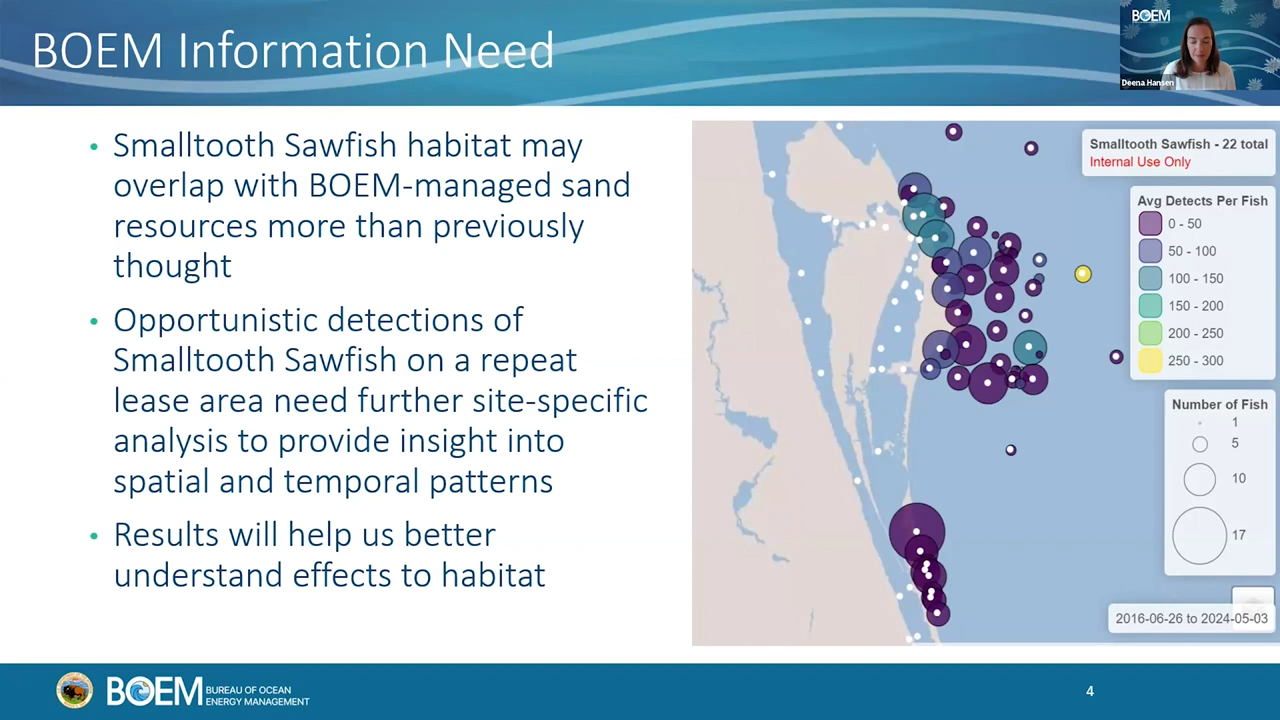 BOEM Information Need
BOEM
Deena Hansen
• Smalltooth Sawfish habitat may
overlap with BOEM-managed sand
resources more than previously
thought
• Opportunistic detections of
Smalltooth Sawfish on a repeat
lease area need further site-specific
analysis to provide insight into
spatial and temporal patterns
• Results will help us better
understand effects to habitat
Smalltooth Sawfish - 22 total
Internal Use Only
Avg Detects Per Fish
0 - 50
50 - 100
100 - 150
150 - 200
200 - 250
250 - 300
Number of Fish
1
5
10
17
2016-06-26 to 2024-05-03
BOEM
BUREAU OF OCEAN
ENERGY MANAGEMENT
4